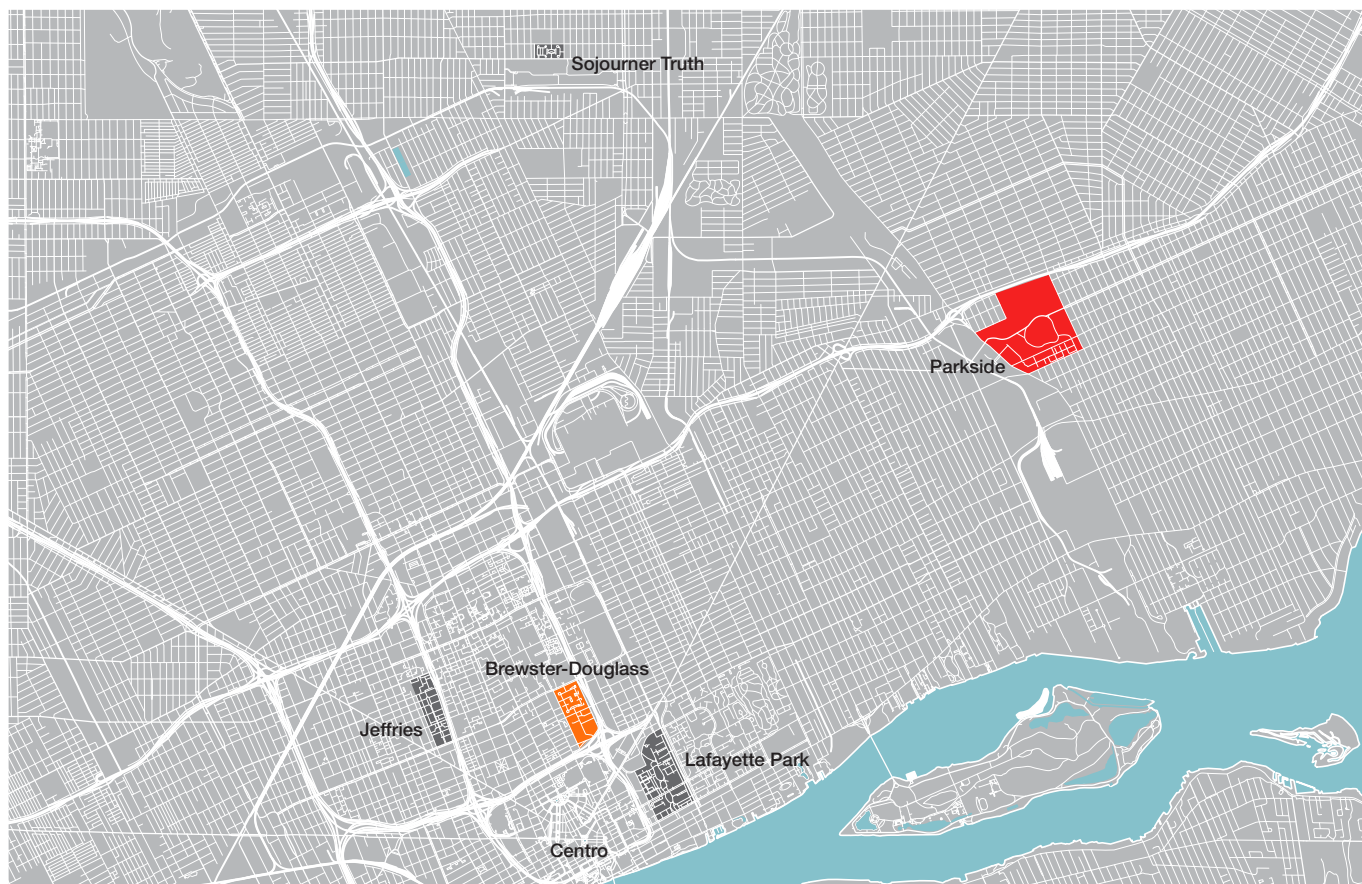 Sojourner Truth
Parkside
Brewster-Douglass
Jeffries
Lafayette Park
Centro